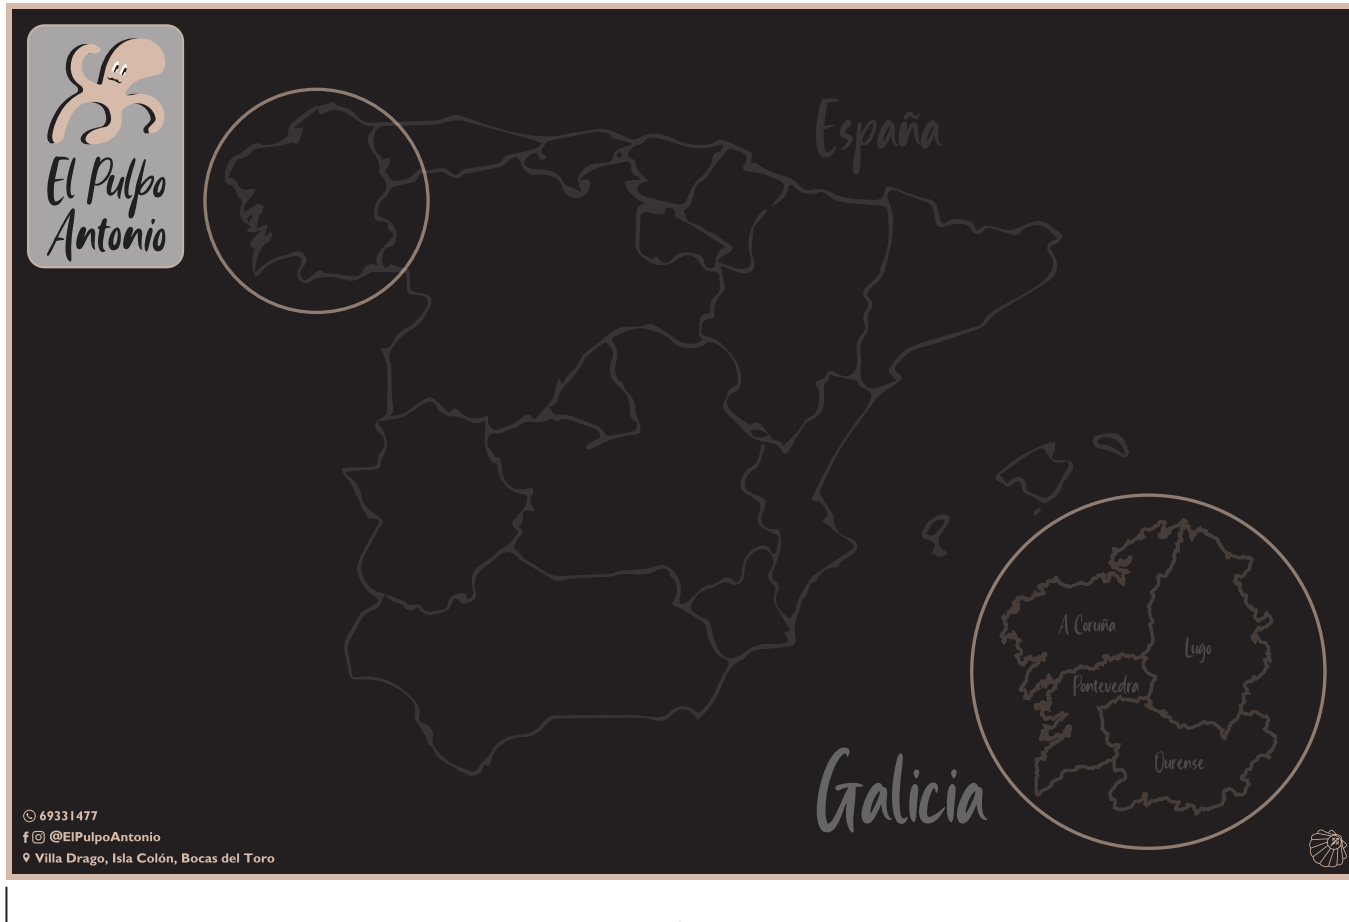 El Pulpo
Antonio
España
A Coruña
Lugo
Pontevedra
Ourense
Galicia
69331477
@ElPulpoAntonio
Villa Drago, Isla Colón, Bocas del Toro